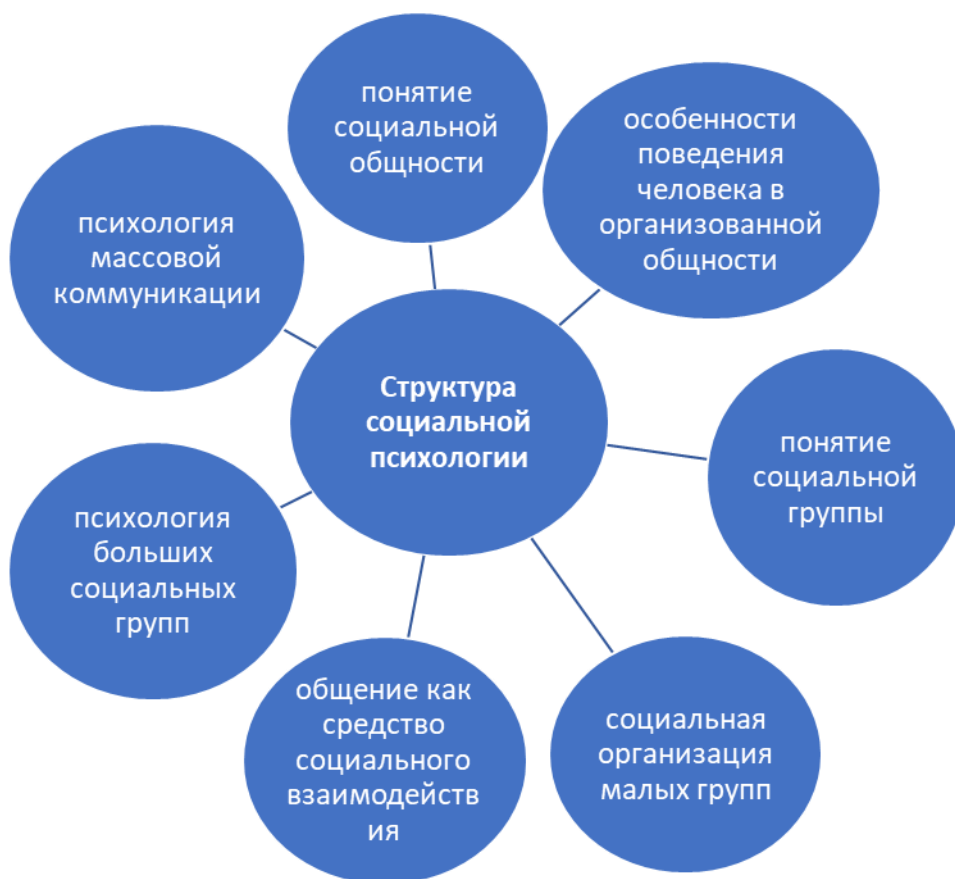 понятие
социальной
общности
особенности
поведения
человека в
организованной
общности
психология
массовой
коммуникации
Структура
социальной
психологии
понятие
социальной
группы
психология
больших
социальных
групп
общение как
средство
социального
взаимодейств
ия
социальная
организация
малых групп